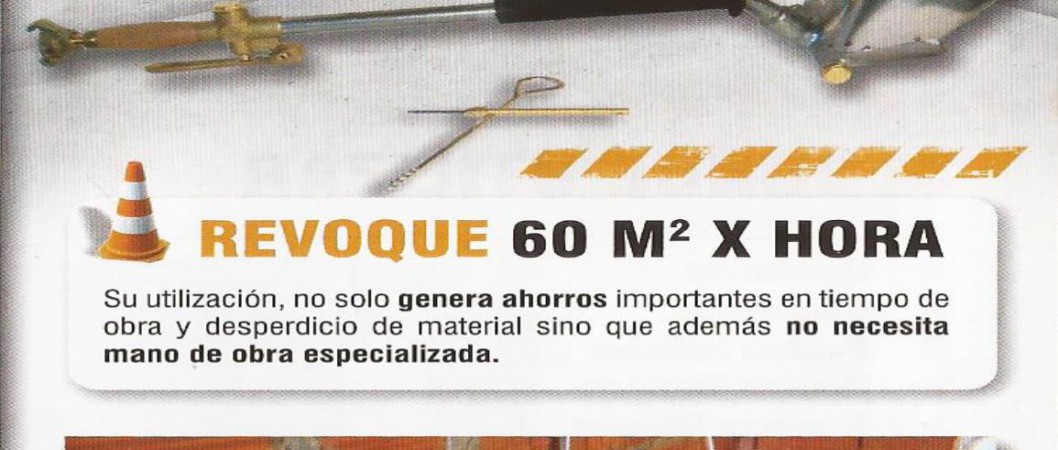 REVOQUE 60 M² X HORA
Su utilización, no solo genera ahorros importantes en tiempo de
obra y desperdicio de material sino que además no necesita
mano de obra especializada.